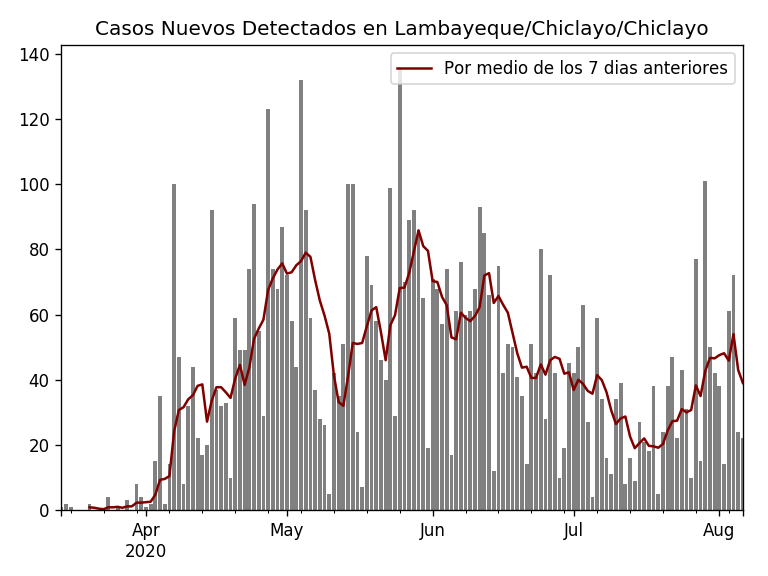 Casos Nuevos Detectados en Lambayeque/Chiclayo/Chiclayo
Por medio de los 7 dias anteriores
140
120
100
80
60
40
20
0
Apr
2020
May
Jun
Jul
Aug